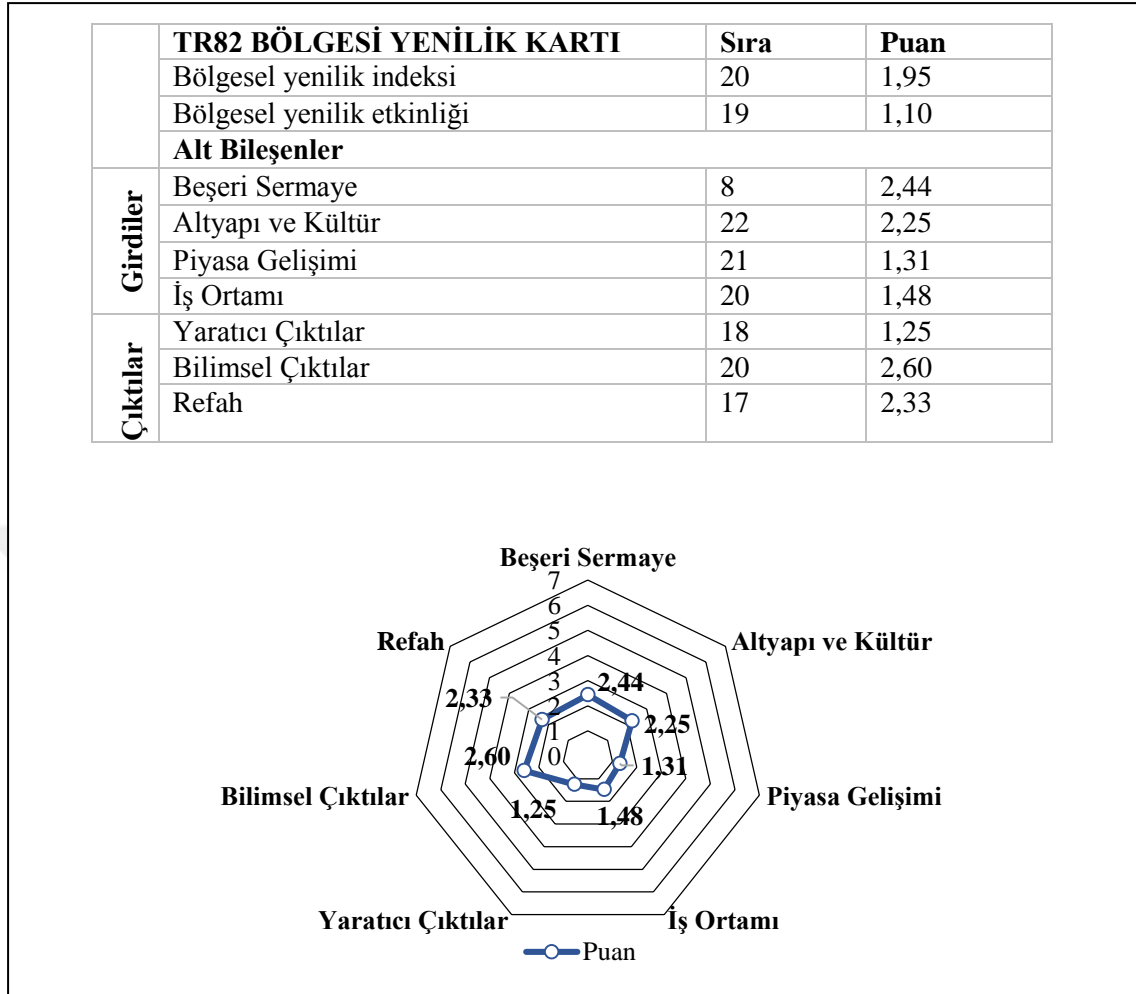 TR82 BÖLGESİ YENİLİK KARTI Sıra Puan
Bölgesel yenilik indeksi 20 1,95
Bölgesel yenilik etkinliği 19 1,10
Alt Bileşenler
Girdiler
Beşeri Sermaye 8 2,44
Altyapı ve Kültür 22 2,25
Piyasa Gelişimi 21 1,31
İş Ortamı 20 1,48
Çıktılar
Yaratıcı Çıktılar 18 1,25
Bilimsel Çıktılar 20 2,60
Refah 17 2,33
Beşeri Sermaye
7
6
Refah
5
Altyapı ve Kültür
4
3
2,44
2,33
2
2,25
1
2,60
0
1,31
Bilimsel Çıktılar
1,25
1,48
Piyasa Gelişimi
Yaratıcı Çıktılar
İş Ortamı
Puan